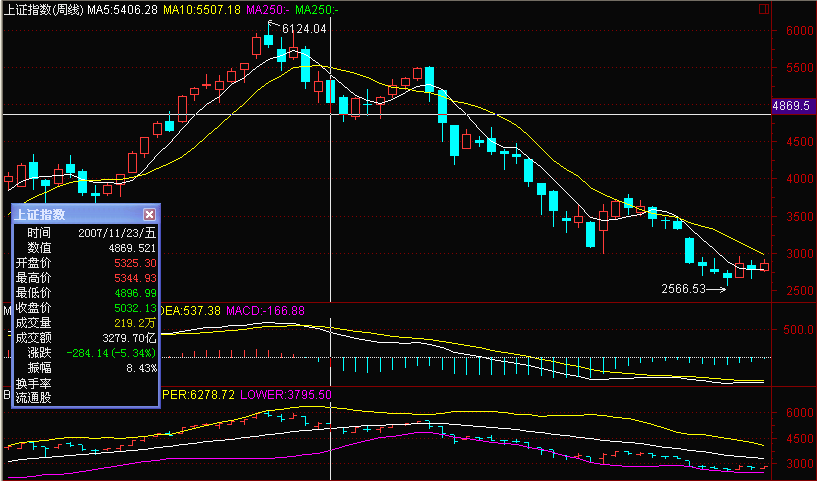 上证指数(周线) MA5:5406.28 MA10:5507.18 MA250:- MA250:-
6124.04
6000
5500
4869.5
4500
4000
3500
3000
2500
2566.53
上证指数
时间 2007/11/23/五
数值 4869.521
开盘价 5325.30
最高价 5344.93
最低价 4896.99
收盘价 5032.13
成交量 219.2万
成交额 3279.70亿
涨跌 -284.14(-5.34%)
振幅 8.43%
换手率
流通股
DEA:537.38 MACD:-166.88
500.0
PER:6278.72 LOWER:3795.50
6000
4500
3000